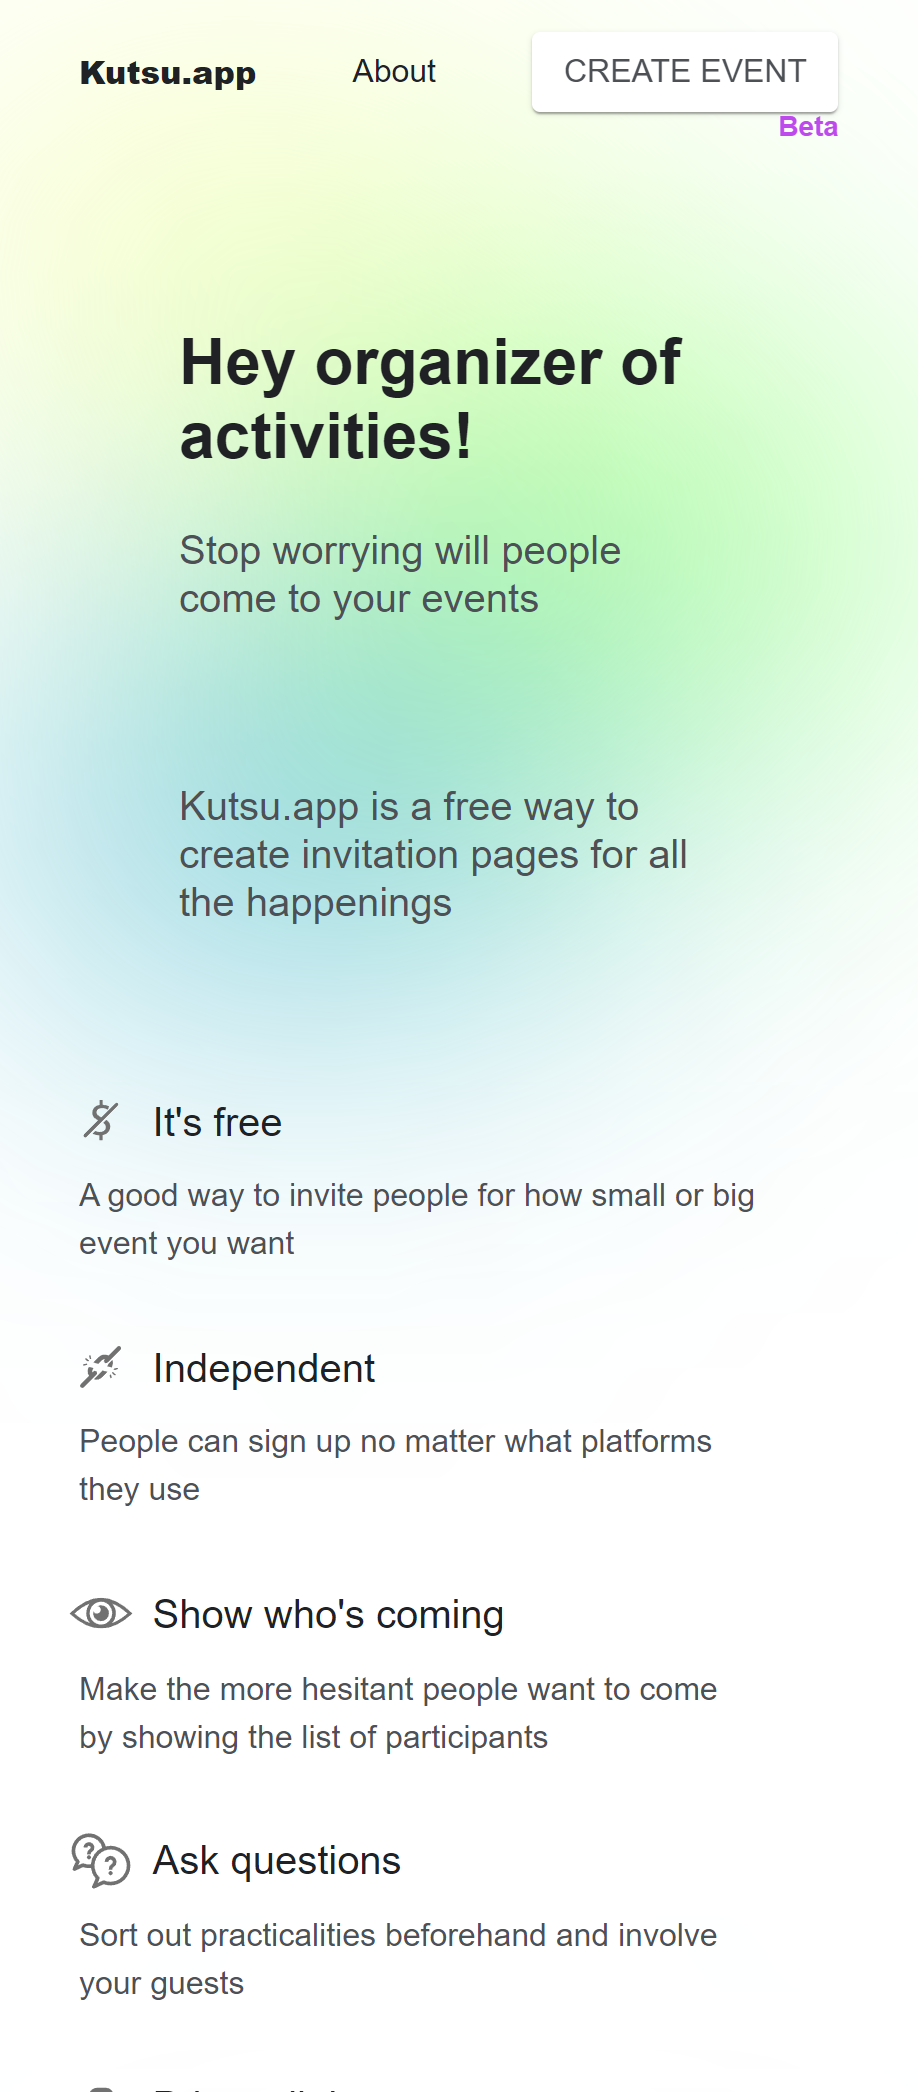 Kutsu.app
About
CREATE EVENT
Beta
Hey organizer of
activities!
Stop worrying will people
come to your events
Kutsu.app is a free way to
create invitation pages for all
the happenings
It's free
A good way to invite people for how small or big
event you want
Independent
People can sign up no matter what platforms
they use
Show who's coming
Make the more hesitant people want to come
by showing the list of participants
Ask questions
Sort out practicalities beforehand and involve
your guests